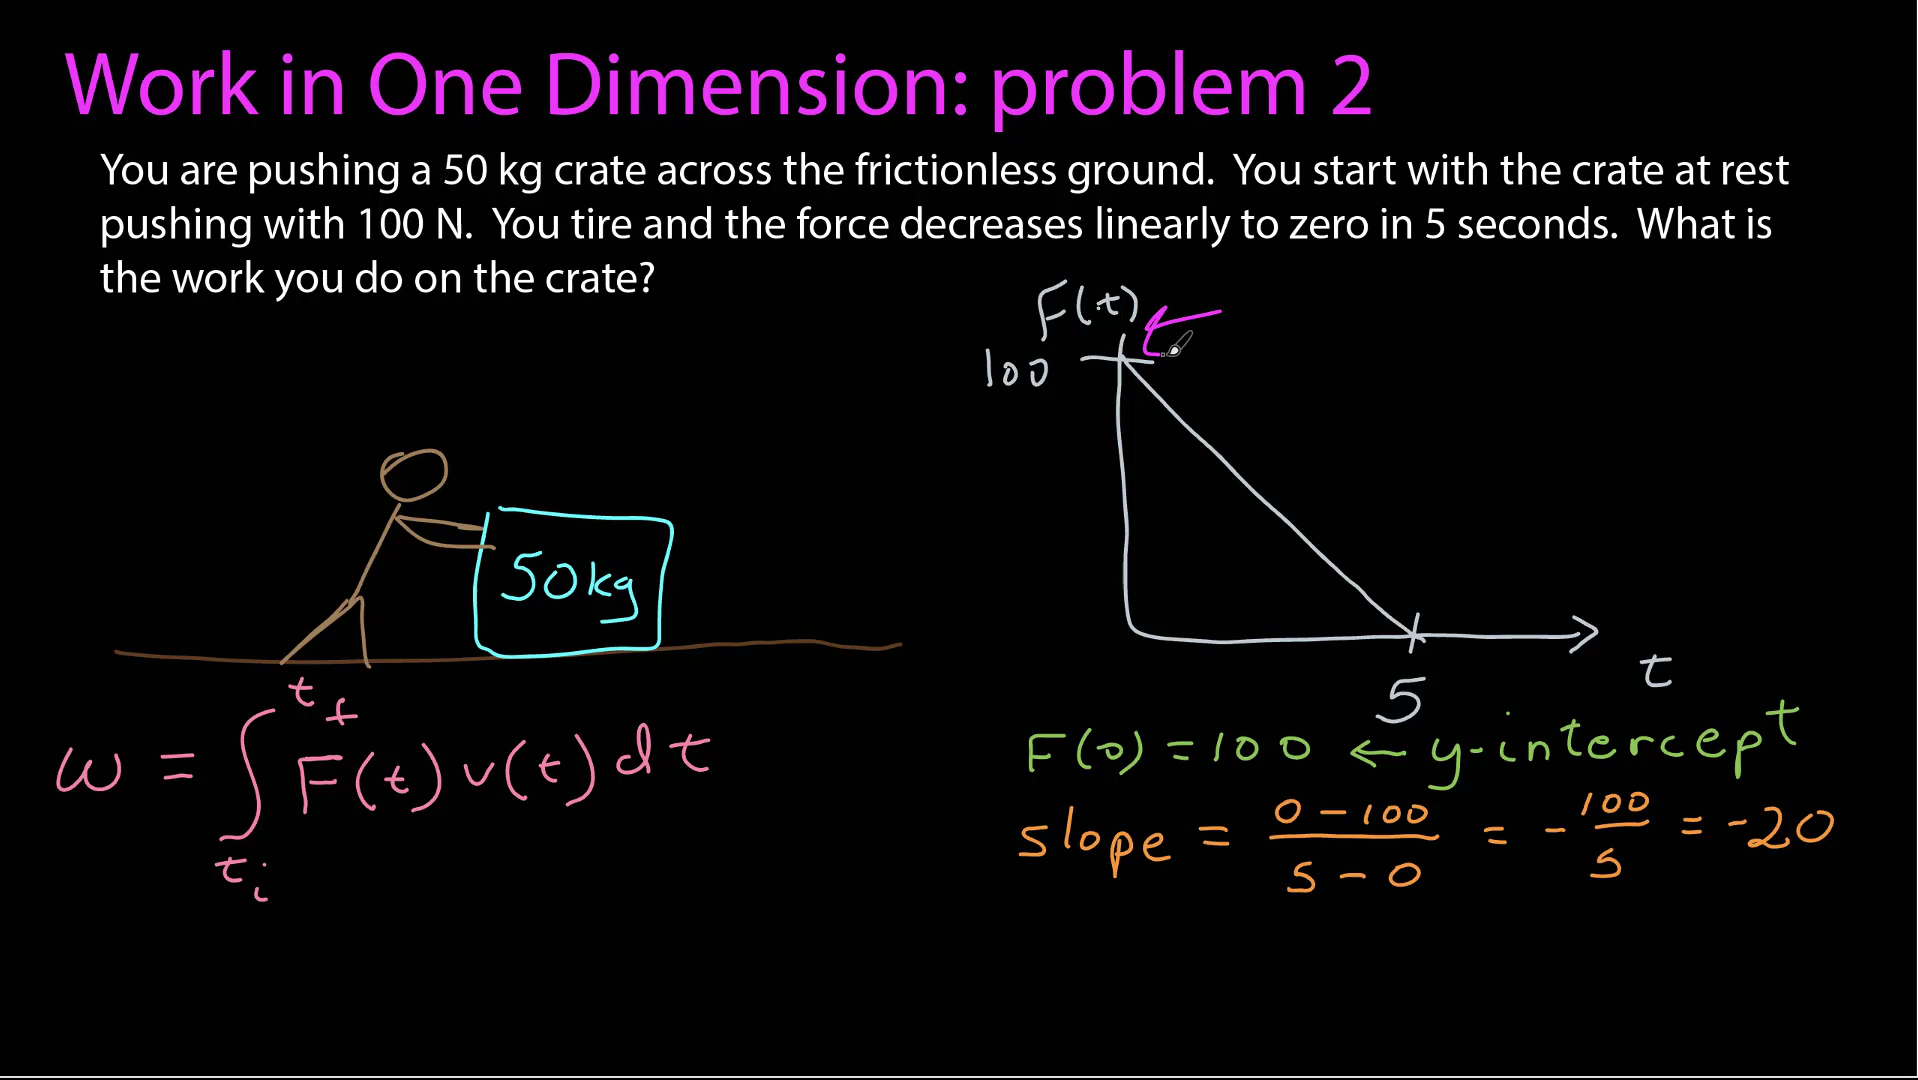 Work in One Dimension: problem 2
You are pushing a 50 kg crate across the frictionless ground. You start with the crate at rest
pushing with 100 N. You tire and the force decreases linearly to zero in 5 seconds. What is
the work you do on the crate?
F(t)
100
50kg
5
t
W = ∫_{t_i}^{t_f} F(t) v(t) dt
F(0) = 100 ← y-intercept
slope = (0 - 100)/(5 - 0) = - 100/5 = -20